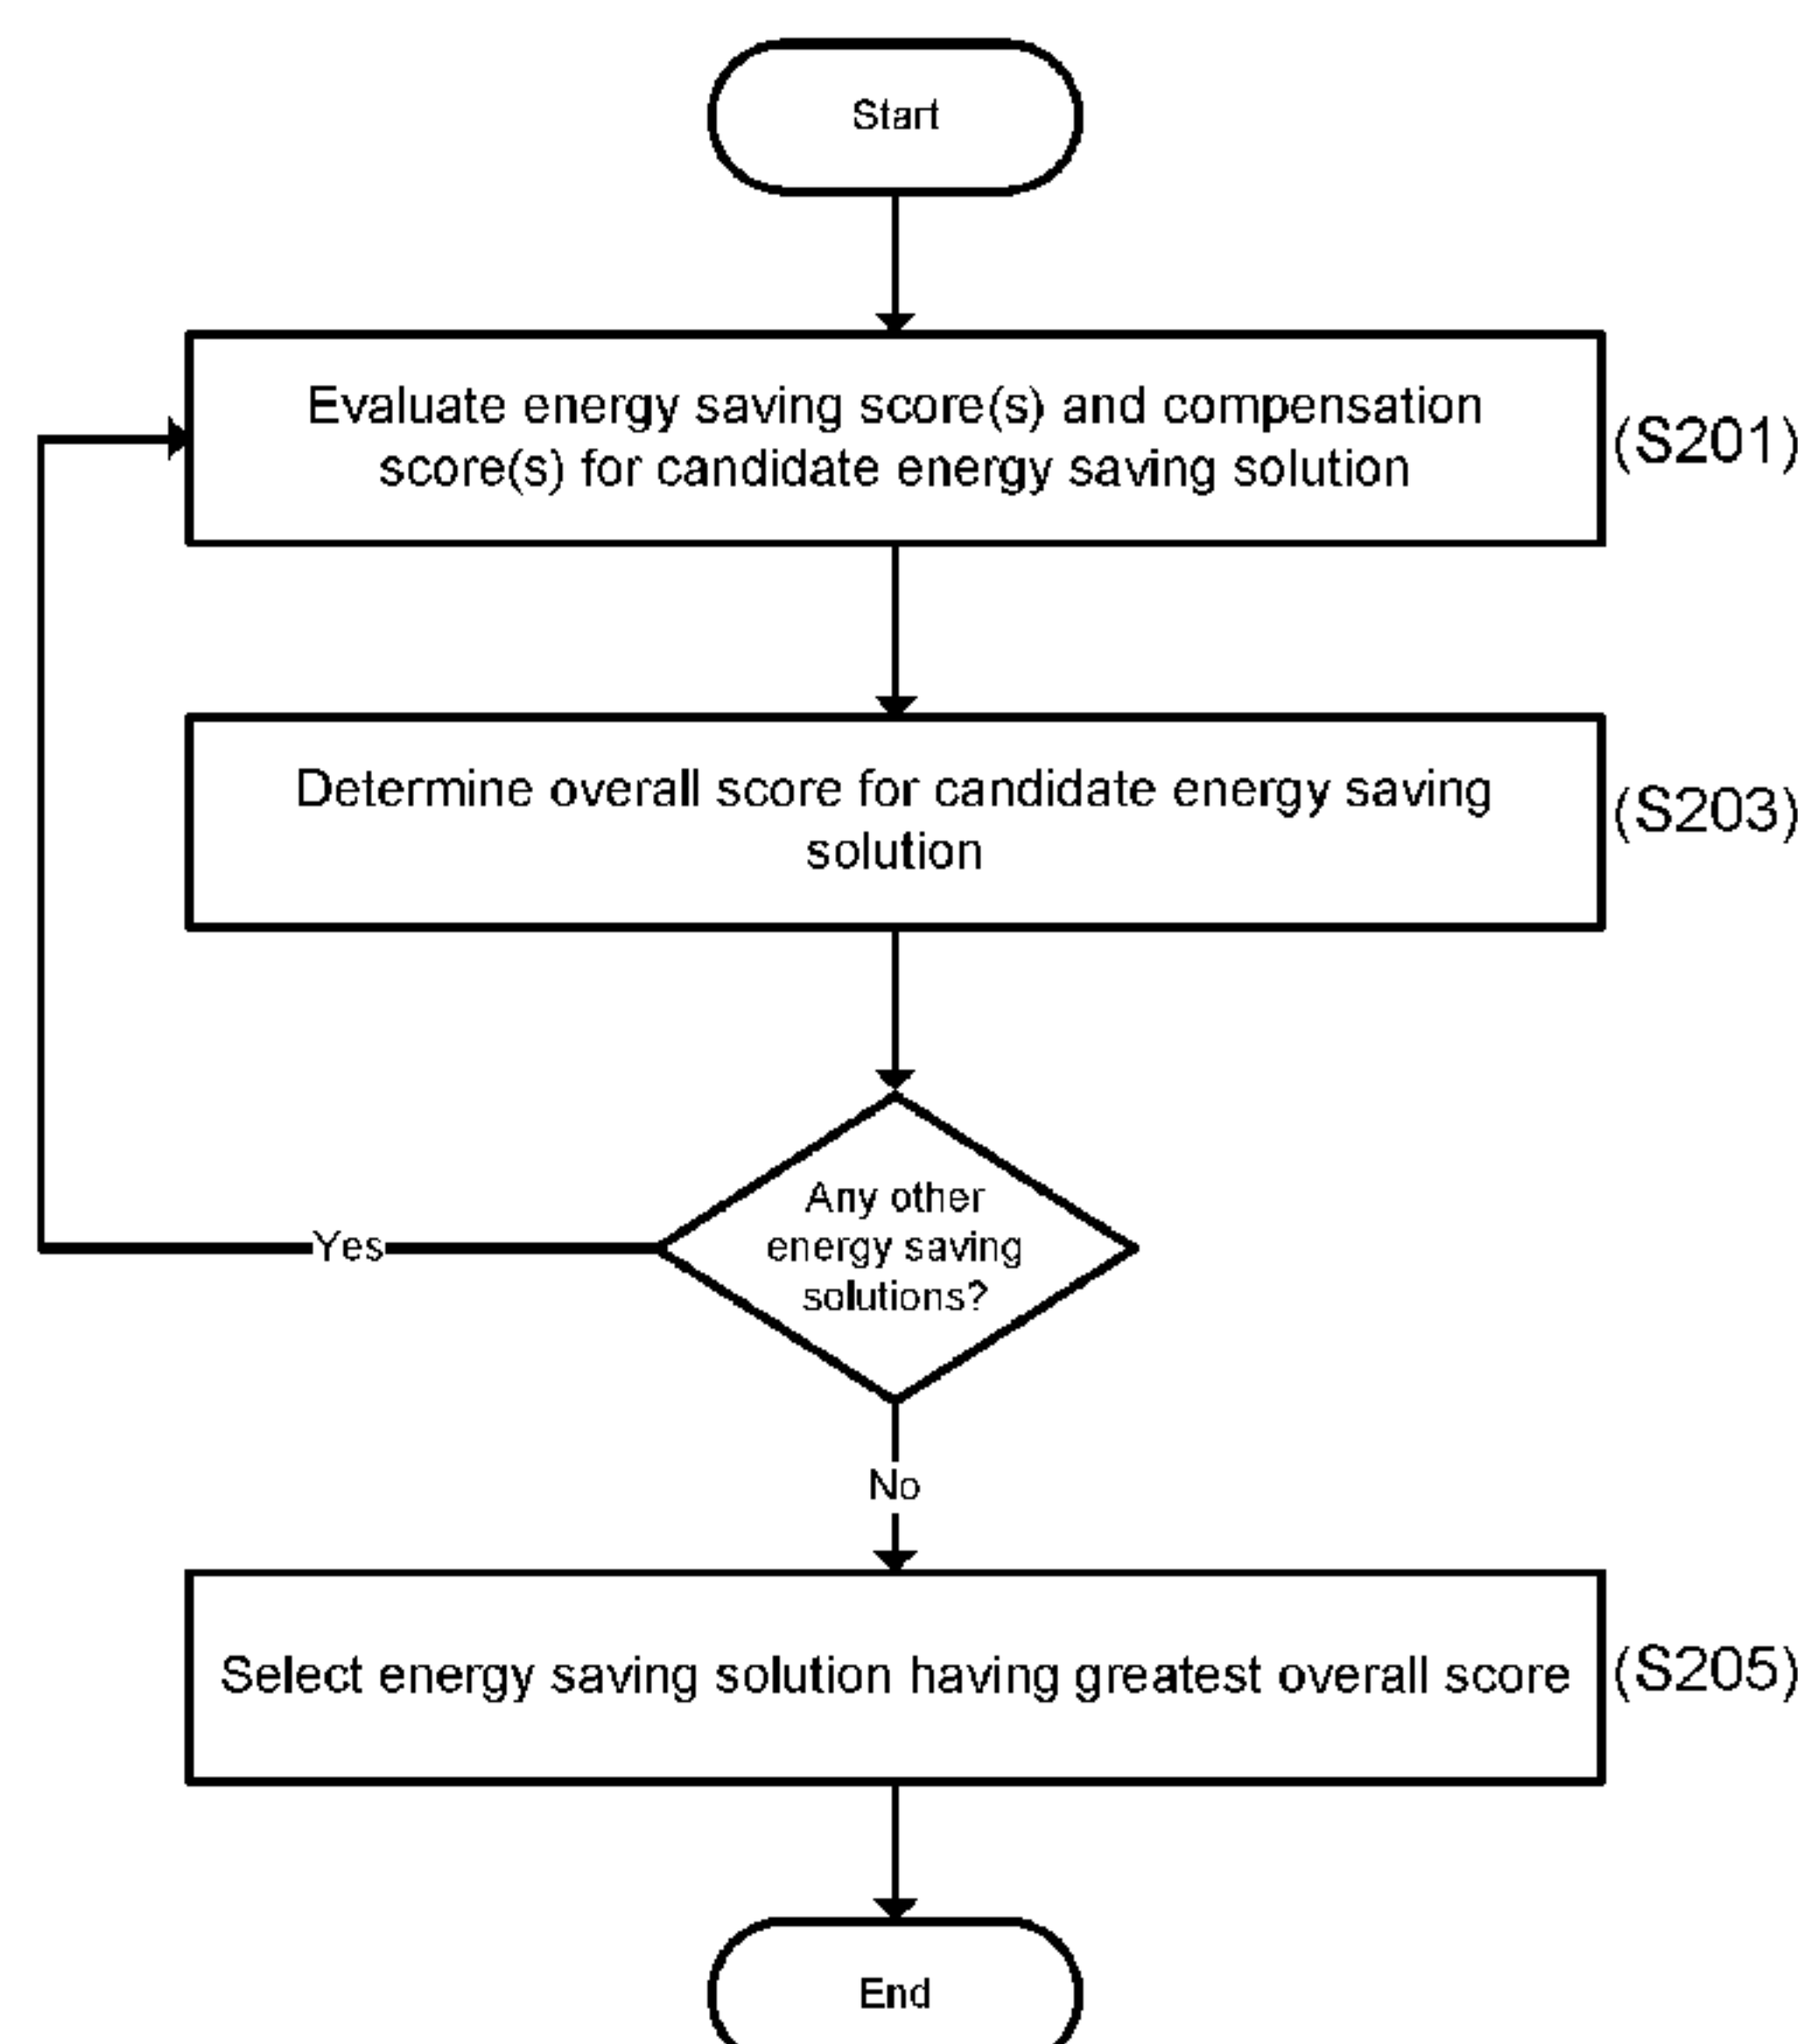 Start
Evaluate energy saving score(s) and compensation
score(s) for candidate energy saving solution
(S201)
Determine overall score for candidate energy saving
solution
(S203)
Any other
energy saving
solutions?
Yes
No
Select energy saving solution having greatest overall score
(S205)
End